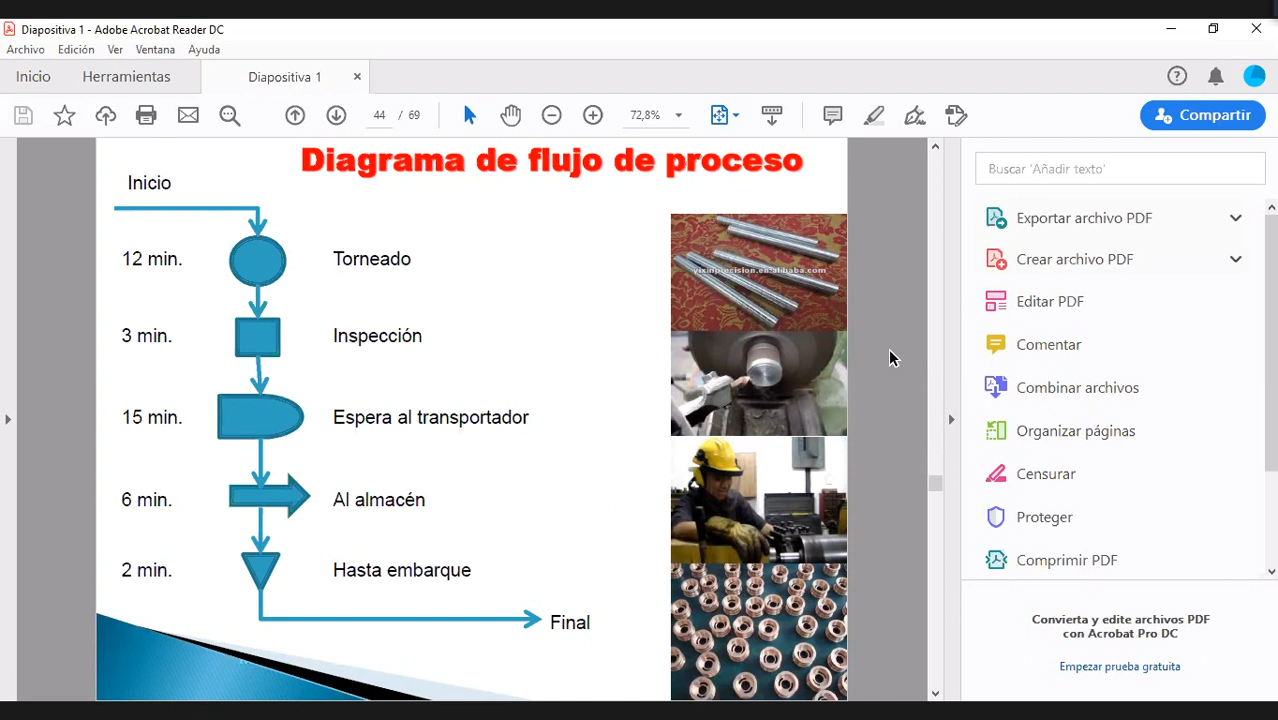 Diapositiva 1 - Adobe Acrobat Reader DC
Archivo Edición Ver Ventana Ayuda
Inicio Herramientas Diapositiva 1 ×
44 / 69 72,8% Compartir
Diagrama de flujo de proceso
Inicio
12 min. Torneado
3 min. Inspección
15 min. Espera al transportador
6 min. Al almacén
2 min. Hasta embarque
Final
yixinprecision.en.alibaba.com
Buscar 'Añadir texto'
Exportar archivo PDF
Crear archivo PDF
Editar PDF
Comentar
Combinar archivos
Organizar páginas
Censurar
Proteger
Comprimir PDF
Convierta y edite archivos PDF
con Acrobat Pro DC
Empezar prueba gratuita